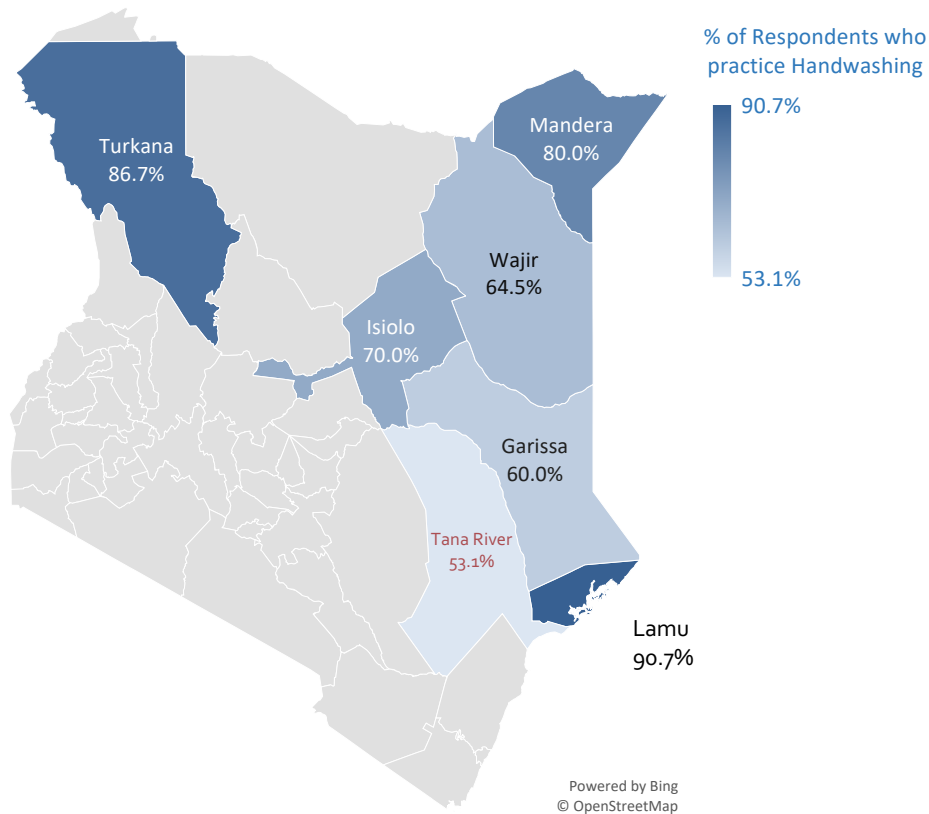 % of Respondents who
practice Handwashing
90.7%
53.1%
Turkana
86.7%
Mandera
80.0%
Wajir
64.5%
Isiolo
70.0%
Garissa
60.0%
Tana River
53.1%
Lamu
90.7%
Powered by Bing
© OpenStreetMap